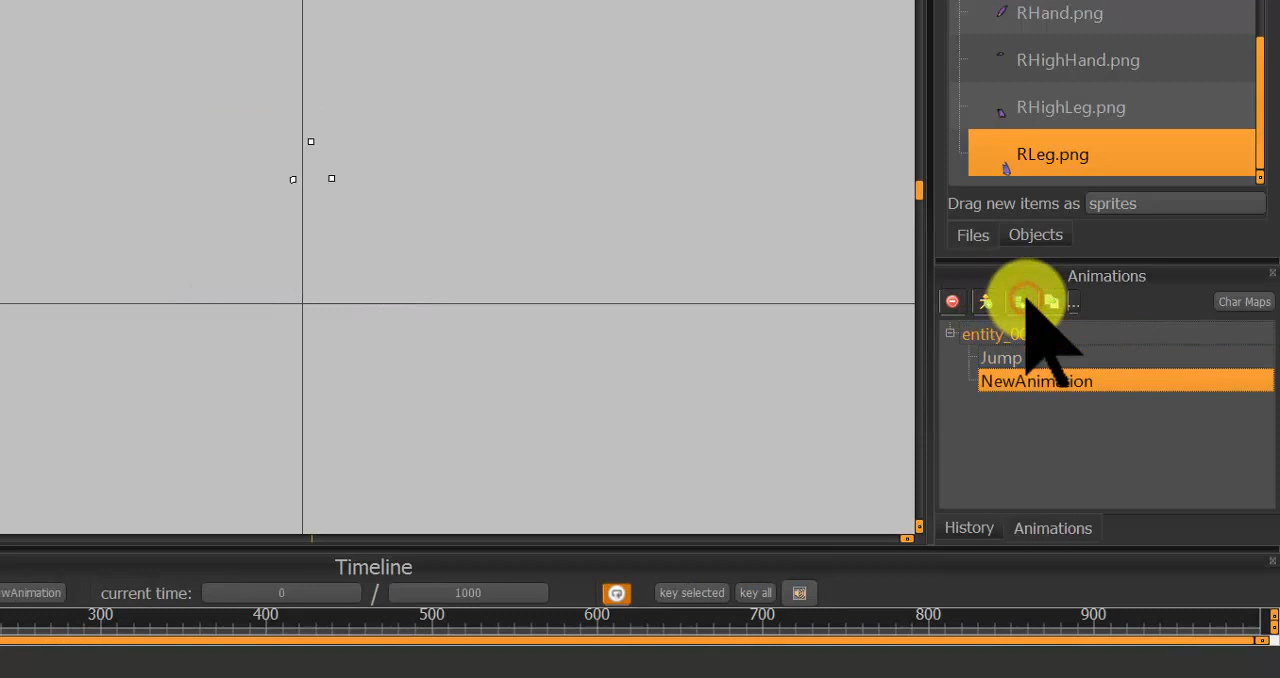 RHand.png
RHighHand.png
RHighLeg.png
RLeg.png
Drag new items as sprites
Files Objects
Animations
... Char Maps
Jump
NewAnimation
History Animations
Timeline
wAnimation current time: 0 / 1000 key selected key all
300 400 500 600 700 800 900